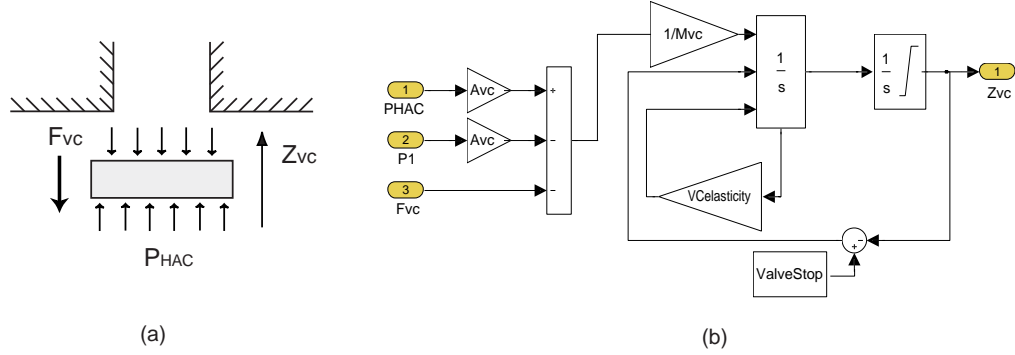 FVC
ZVC
PHAC
(a)
1
PHAC
2
P1
3
Fvc
Avc
Avc
+
−
−
1/Mvc
1
s
1
s
1
Zvc
VCelasticity
−
+
ValveStop
(b)